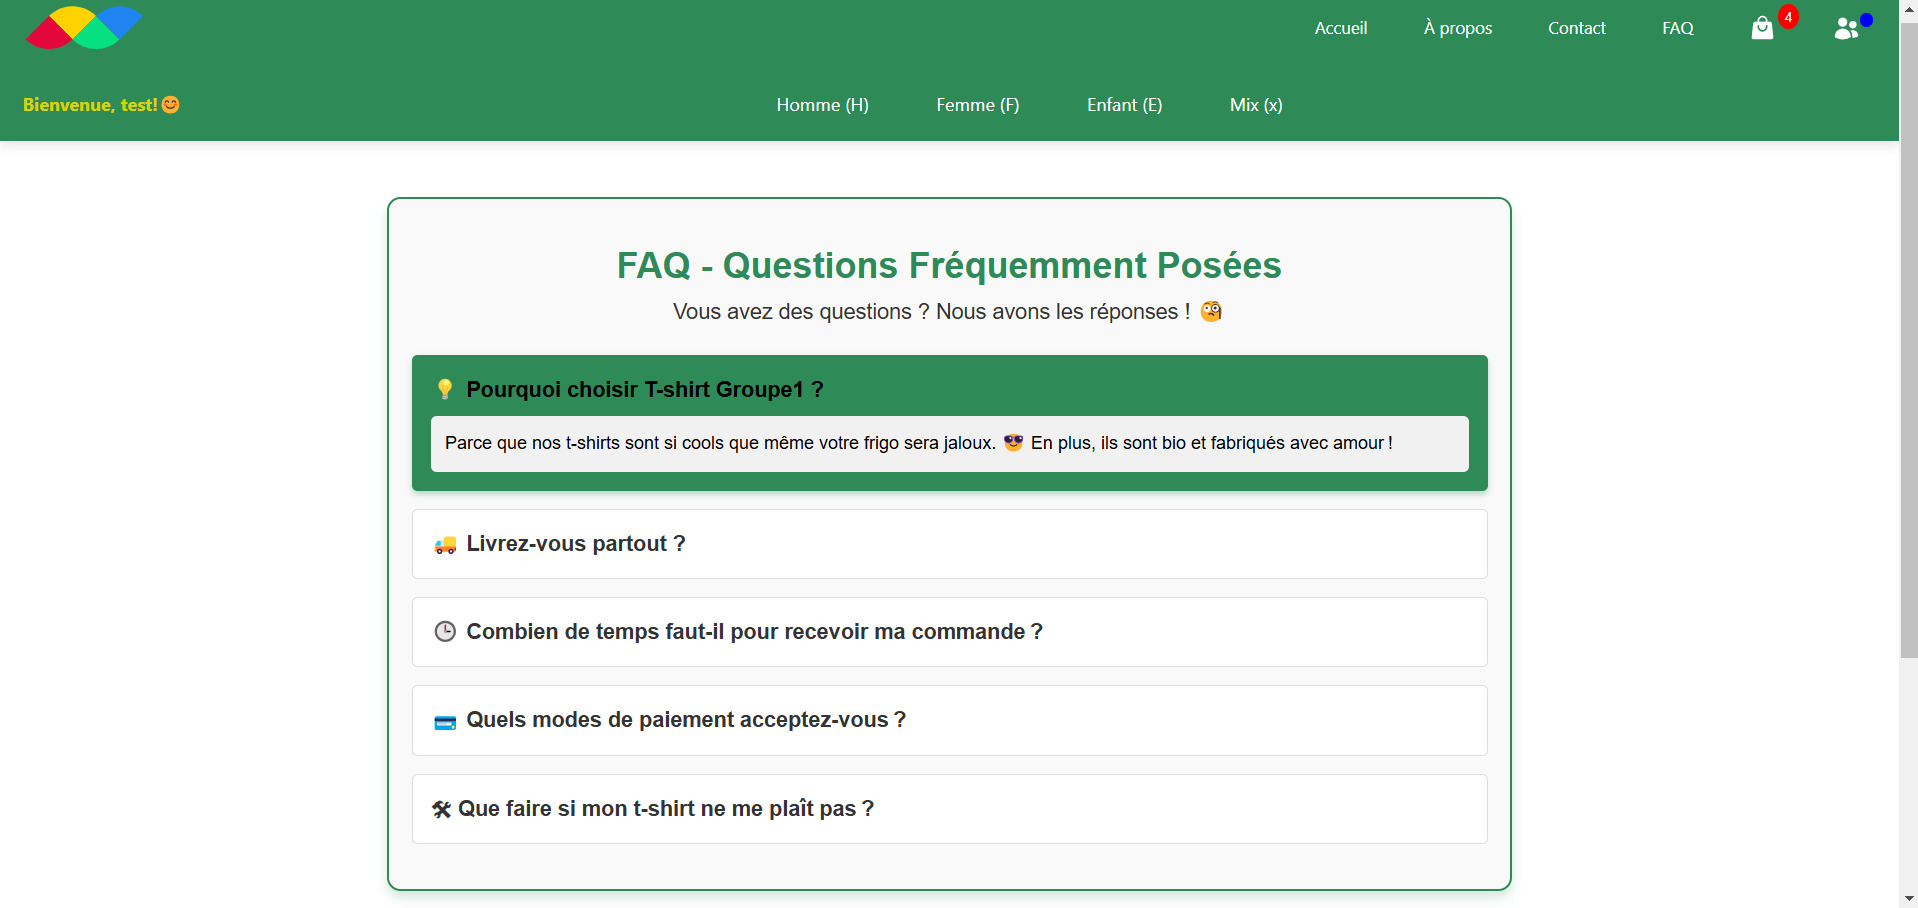 Accueil À propos Contact FAQ 4
Bienvenue, test!😊 Homme (H) Femme (F) Enfant (E) Mix (x)
FAQ - Questions Fréquemment Posées
Vous avez des questions ? Nous avons les réponses ! 🧐
💡 Pourquoi choisir T-shirt Groupe1 ?
Parce que nos t-shirts sont si cools que même votre frigo sera jaloux. 😎 En plus, ils sont bio et fabriqués avec amour !
🚚 Livrez-vous partout ?
🕒 Combien de temps faut-il pour recevoir ma commande ?
💳 Quels modes de paiement acceptez-vous ?
🛠 Que faire si mon t-shirt ne me plaît pas ?